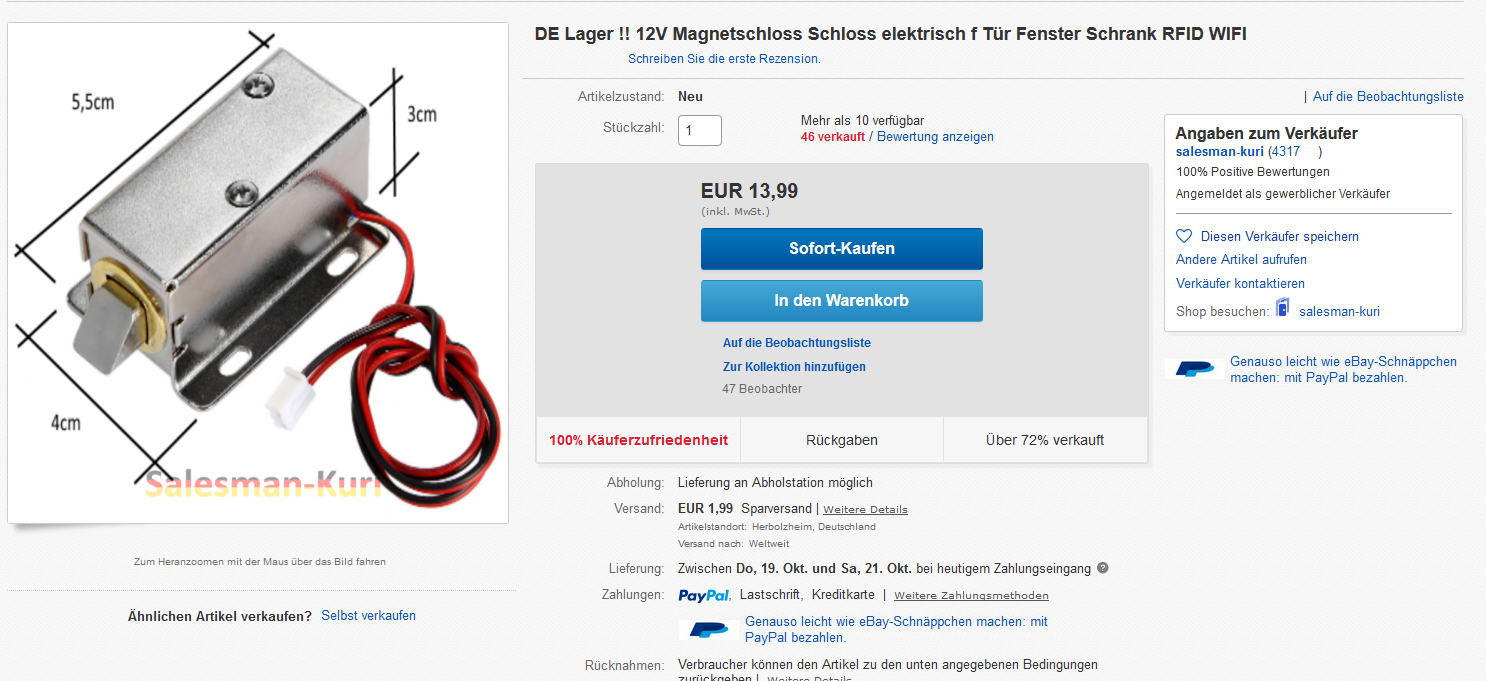 DE Lager !! 12V Magnetschloss Schloss elektrisch f Tür Fenster Schrank RFID WIFI
Schreiben Sie die erste Rezension.
5,5cm
3cm
4cm
Salesman-Kuri
Zum Heranzoomen mit der Maus über das Bild fahren
Ähnlichen Artikel verkaufen? Selbst verkaufen
Artikelzustand: Neu
Stückzahl: 1
Mehr als 10 verfügbar
46 verkauft / Bewertung anzeigen
EUR 13,99
(inkl. MwSt.)
Sofort-Kaufen
In den Warenkorb
Auf die Beobachtungsliste
Zur Kollektion hinzufügen
47 Beobachter
100% Käuferzufriedenheit Rückgaben Über 72% verkauft
Abholung: Lieferung an Abholstation möglich
Versand: EUR 1,99 Sparversand | Weitere Details
Artikelstandort: Herbolzheim, Deutschland
Versand nach: Weltweit
Lieferung: Zwischen Do, 19. Okt. und Sa, 21. Okt. bei heutigem Zahlungseingang ?
Zahlungen: PayPal, Lastschrift, Kreditkarte | Weitere Zahlungsmethoden
Genauso leicht wie eBay-Schnäppchen machen: mit
PayPal bezahlen.
Rücknahmen: Verbraucher können den Artikel zu den unten angegebenen Bedingungen
zurückgeben | Weitere Details
| Auf die Beobachtungsliste
Angaben zum Verkäufer
salesman-kuri (4317 )
100% Positive Bewertungen
Angemeldet als gewerblicher Verkäufer
Diesen Verkäufer speichern
Andere Artikel aufrufen
Verkäufer kontaktieren
Shop besuchen: salesman-kuri
Genauso leicht wie eBay-Schnäppchen
machen: mit PayPal bezahlen.